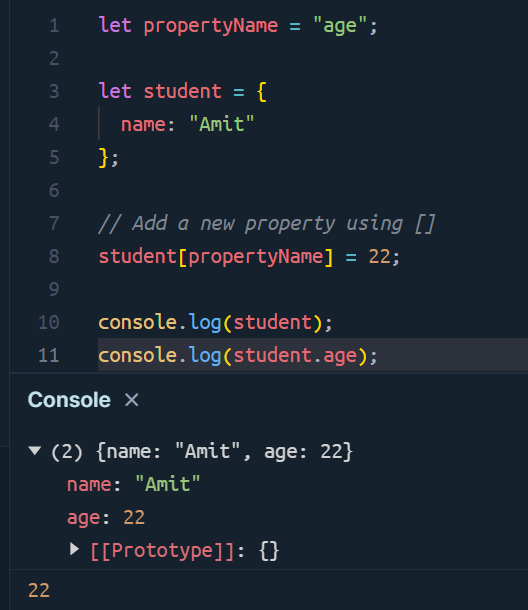 1 let propertyName = "age";
2
3 let student = {
4   name: "Amit"
5 };
6
7 // Add a new property using []
8 student[propertyName] = 22;
9
10 console.log(student);
11 console.log(student.age);
Console ×
▼ (2) {name: "Amit", age: 22}
name: "Amit"
age: 22
▶ [[Prototype]]: {}
22